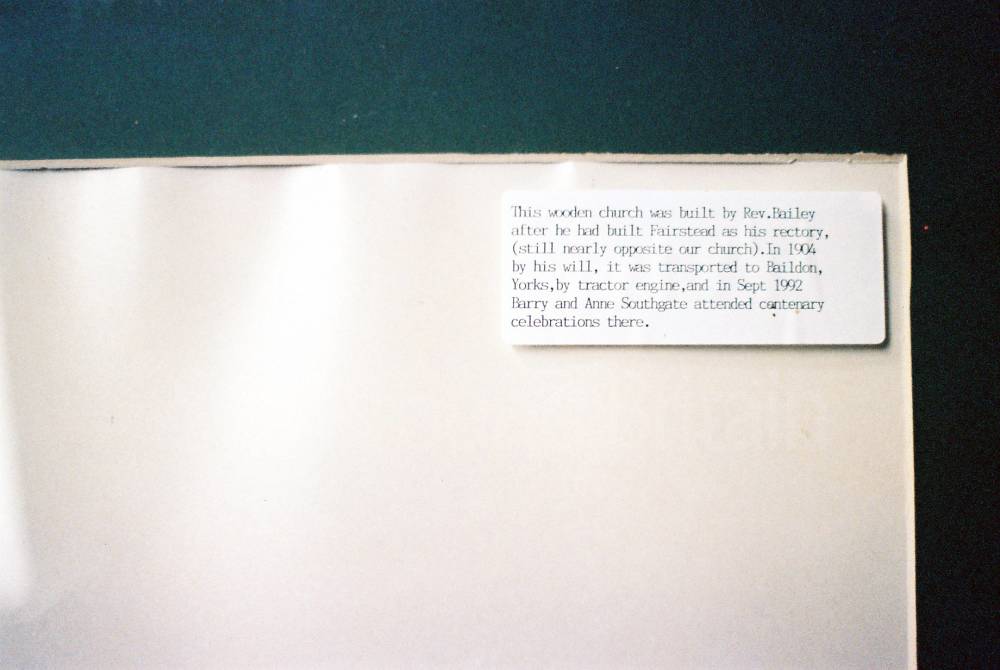 This wooden church was built by Rev.Bailey
after he had built Fairstead as his rectory,
(still nearly opposite our church).In 1904
by his will, it was transported to Baildon,
Yorks,by tractor engine,and in Sept 1992
Barry and Anne Southgate attended centenary
celebrations there.